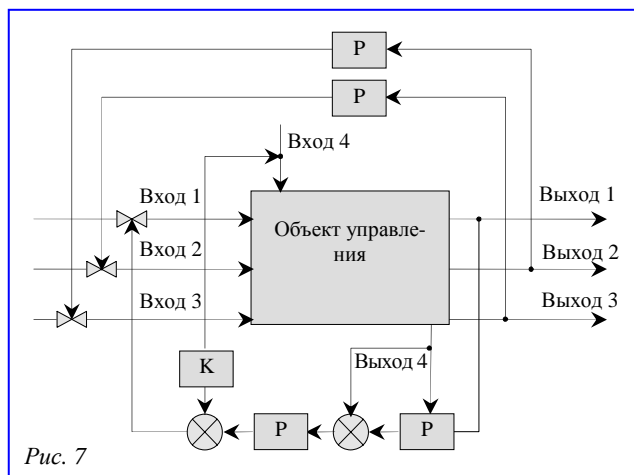 Р
Р
Вход 4
Вход 1
Выход 1
Объект управле-
ния
Вход 2
Выход 2
Вход 3
Выход 3
К
Выход 4
Р
Р
Рис. 7